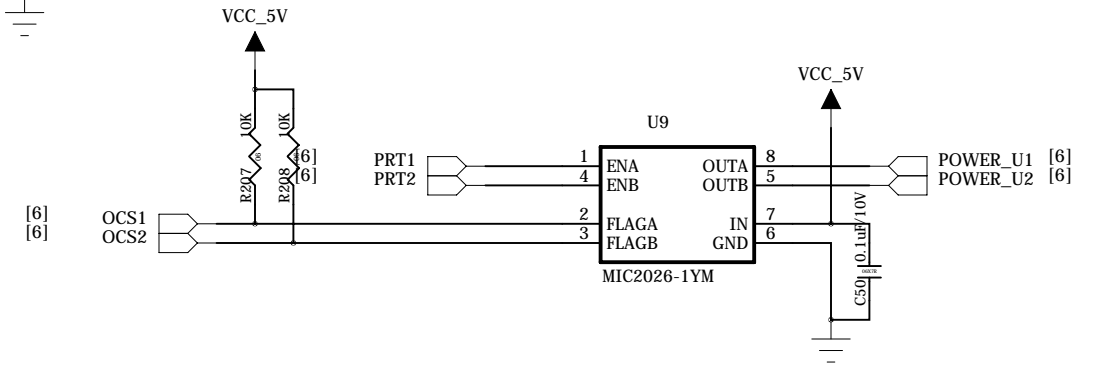 VCC_5V
VCC_5V
U9
10K
10K
R207
R208
[6]
[6]
PRT1
PRT2
1
4
2
3
ENA
ENB
FLAGA
FLAGB
OUTA
OUTB
IN
GND
8
5
7
6
MIC2026-1YM
POWER_U1 [6]
POWER_U2 [6]
[6] OCS1
[6] OCS2
C50 0.1uF/10V